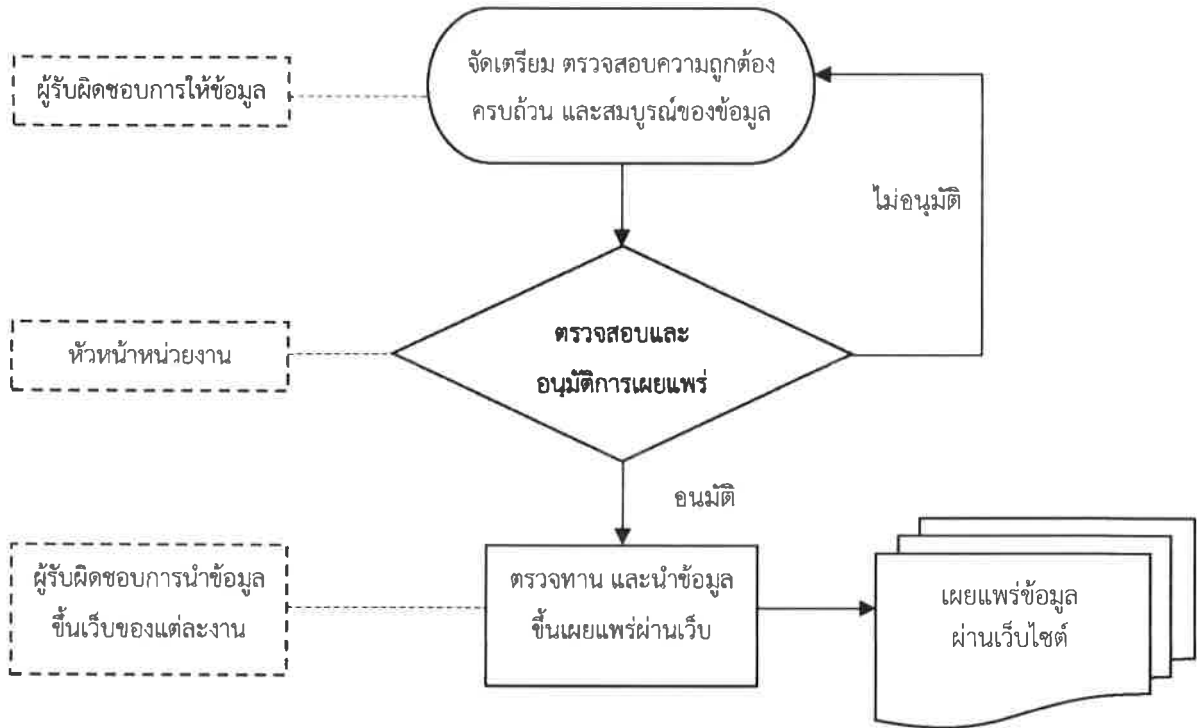 จัดเตรียม ตรวจสอบความถูกต้อง
ครบถ้วน และสมบูรณ์ของข้อมูล
ผู้รับผิดชอบการให้ข้อมูล
ไม่อนุมัติ
หัวหน้าหน่วยงาน
ตรวจสอบและ
อนุมัติการเผยแพร่
อนมัติ
ผู้รับผิดชอบการนำข้อมูล
ขึ้นเว็บของแต่ละงาน
ตรวจทาน และนำข้อมูล
ขึ้นเผยแพร่ผ่านเว็บ
เผยแพร่ข้อมูล
ผ่านเว็บไซต์